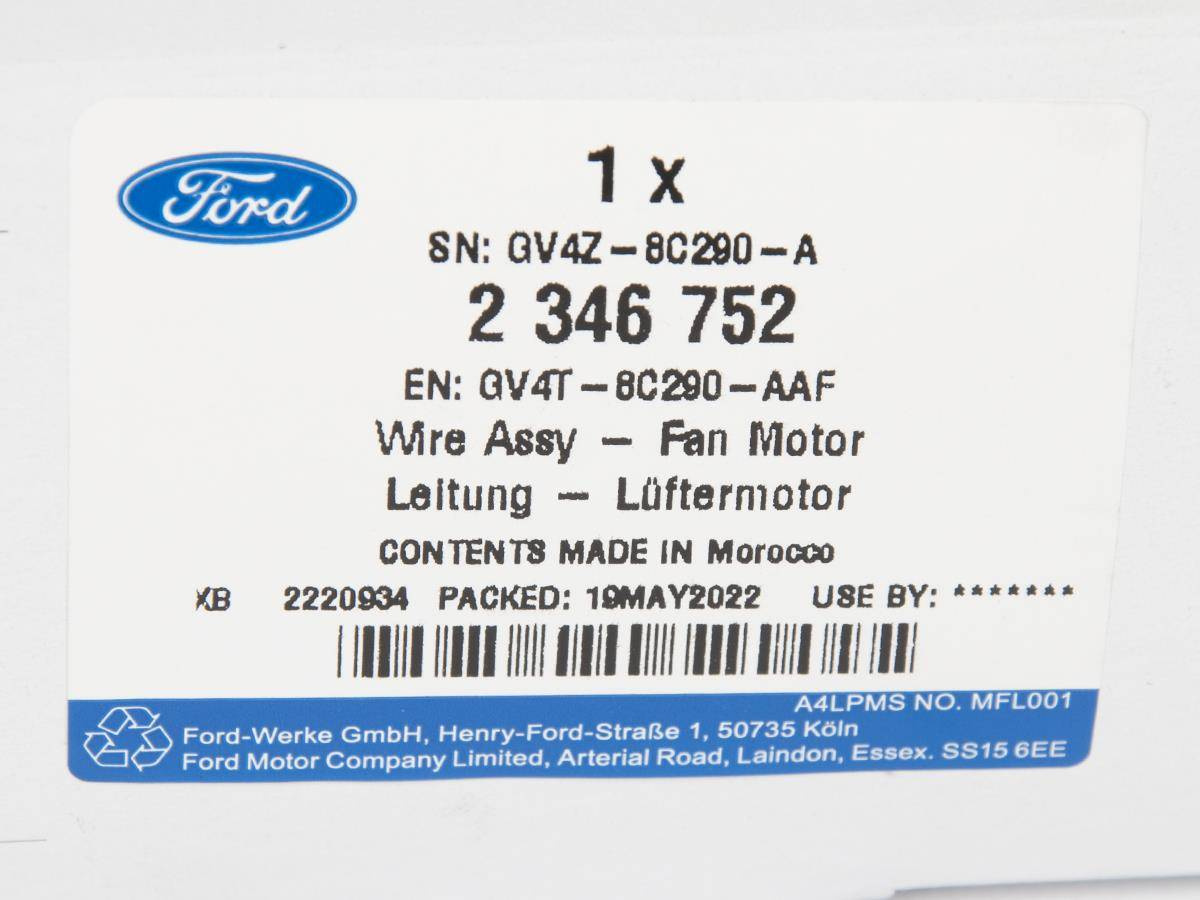 Ford
1 x
SN: GV4Z-8C290-A
2 346 752
EN: GV4T-8C290-AAF
Wire Assy - Fan Motor
Leitung - Lüftermotor
CONTENTS MADE IN Morocco
XB 2220934 PACKED: 19MAY2022 USE BY: *******
A4LPMS NO. MFL001
Ford-Werke GmbH, Henry-Ford-Straße 1, 50735 Köln
Ford Motor Company Limited, Arterial Road, Laindon, Essex. SS15 6EE